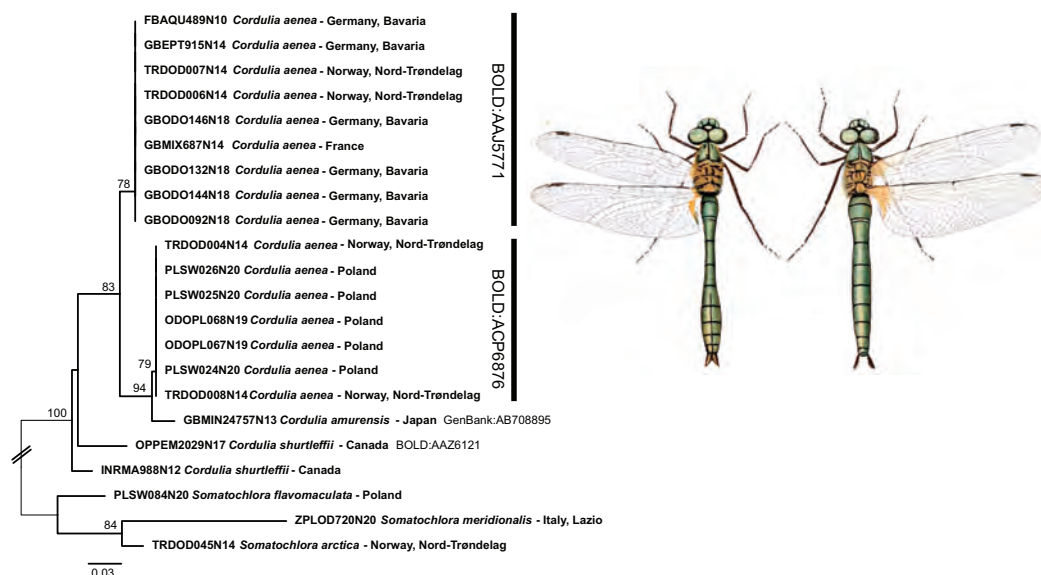 FBAQU489N10 Cordulia aenea - Germany, Bavaria
GBEPT915N14 Cordulia aenea - Germany, Bavaria
TRDOD007N14 Cordulia aenea - Norway, Nord-Trøndelag
TRDOD006N14 Cordulia aenea - Norway, Nord-Trøndelag
GBODO146N18 Cordulia aenea - Germany, Bavaria
GBMIX687N14 Cordulia aenea - France
GBODO132N18 Cordulia aenea - Germany, Bavaria
GBODO144N18 Cordulia aenea - Germany, Bavaria
GBODO092N18 Cordulia aenea - Germany, Bavaria
BOLD:AAJ5771
78
TRDOD004N14 Cordulia aenea - Norway, Nord-Trøndelag
PLSW026N20 Cordulia aenea - Poland
PLSW025N20 Cordulia aenea - Poland
ODOPL068N19 Cordulia aenea - Poland
ODOPL067N19 Cordulia aenea - Poland
PLSW024N20 Cordulia aenea - Poland
TRDOD008N14 Cordulia aenea - Norway, Nord-Trøndelag
BOLD:ACP6876
83
79
94
GBMIN24757N13 Cordulia amurensis - Japan GenBank:AB708895
100
OPPEM2029N17 Cordulia shurtleffii - Canada BOLD:AAZ6121
INRMA988N12 Cordulia shurtleffii - Canada
PLSW084N20 Somatochlora flavomaculata - Poland
84
ZPLOD720N20 Somatochlora meridionalis - Italy, Lazio
TRDOD045N14 Somatochlora arctica - Norway, Nord-Trøndelag
0.03